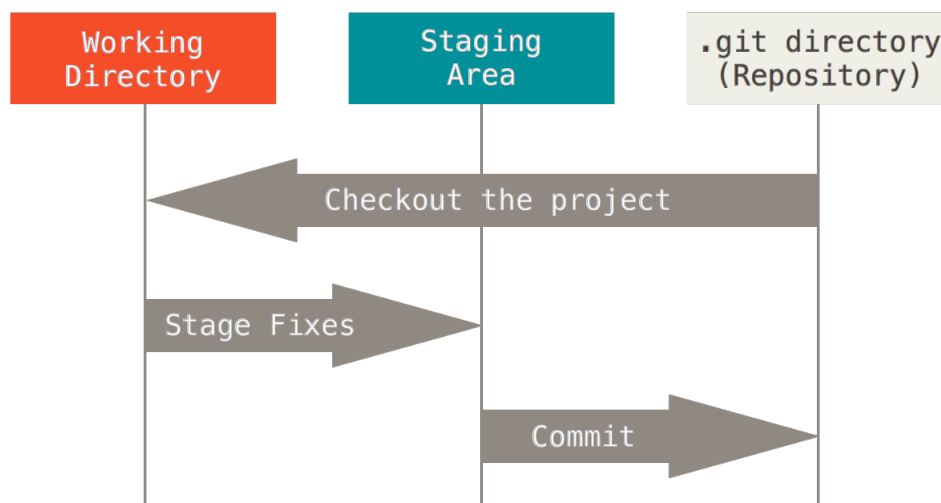 Working
Directory
Staging
Area
.git directory
(Repository)
Checkout the project
Stage Fixes
Commit